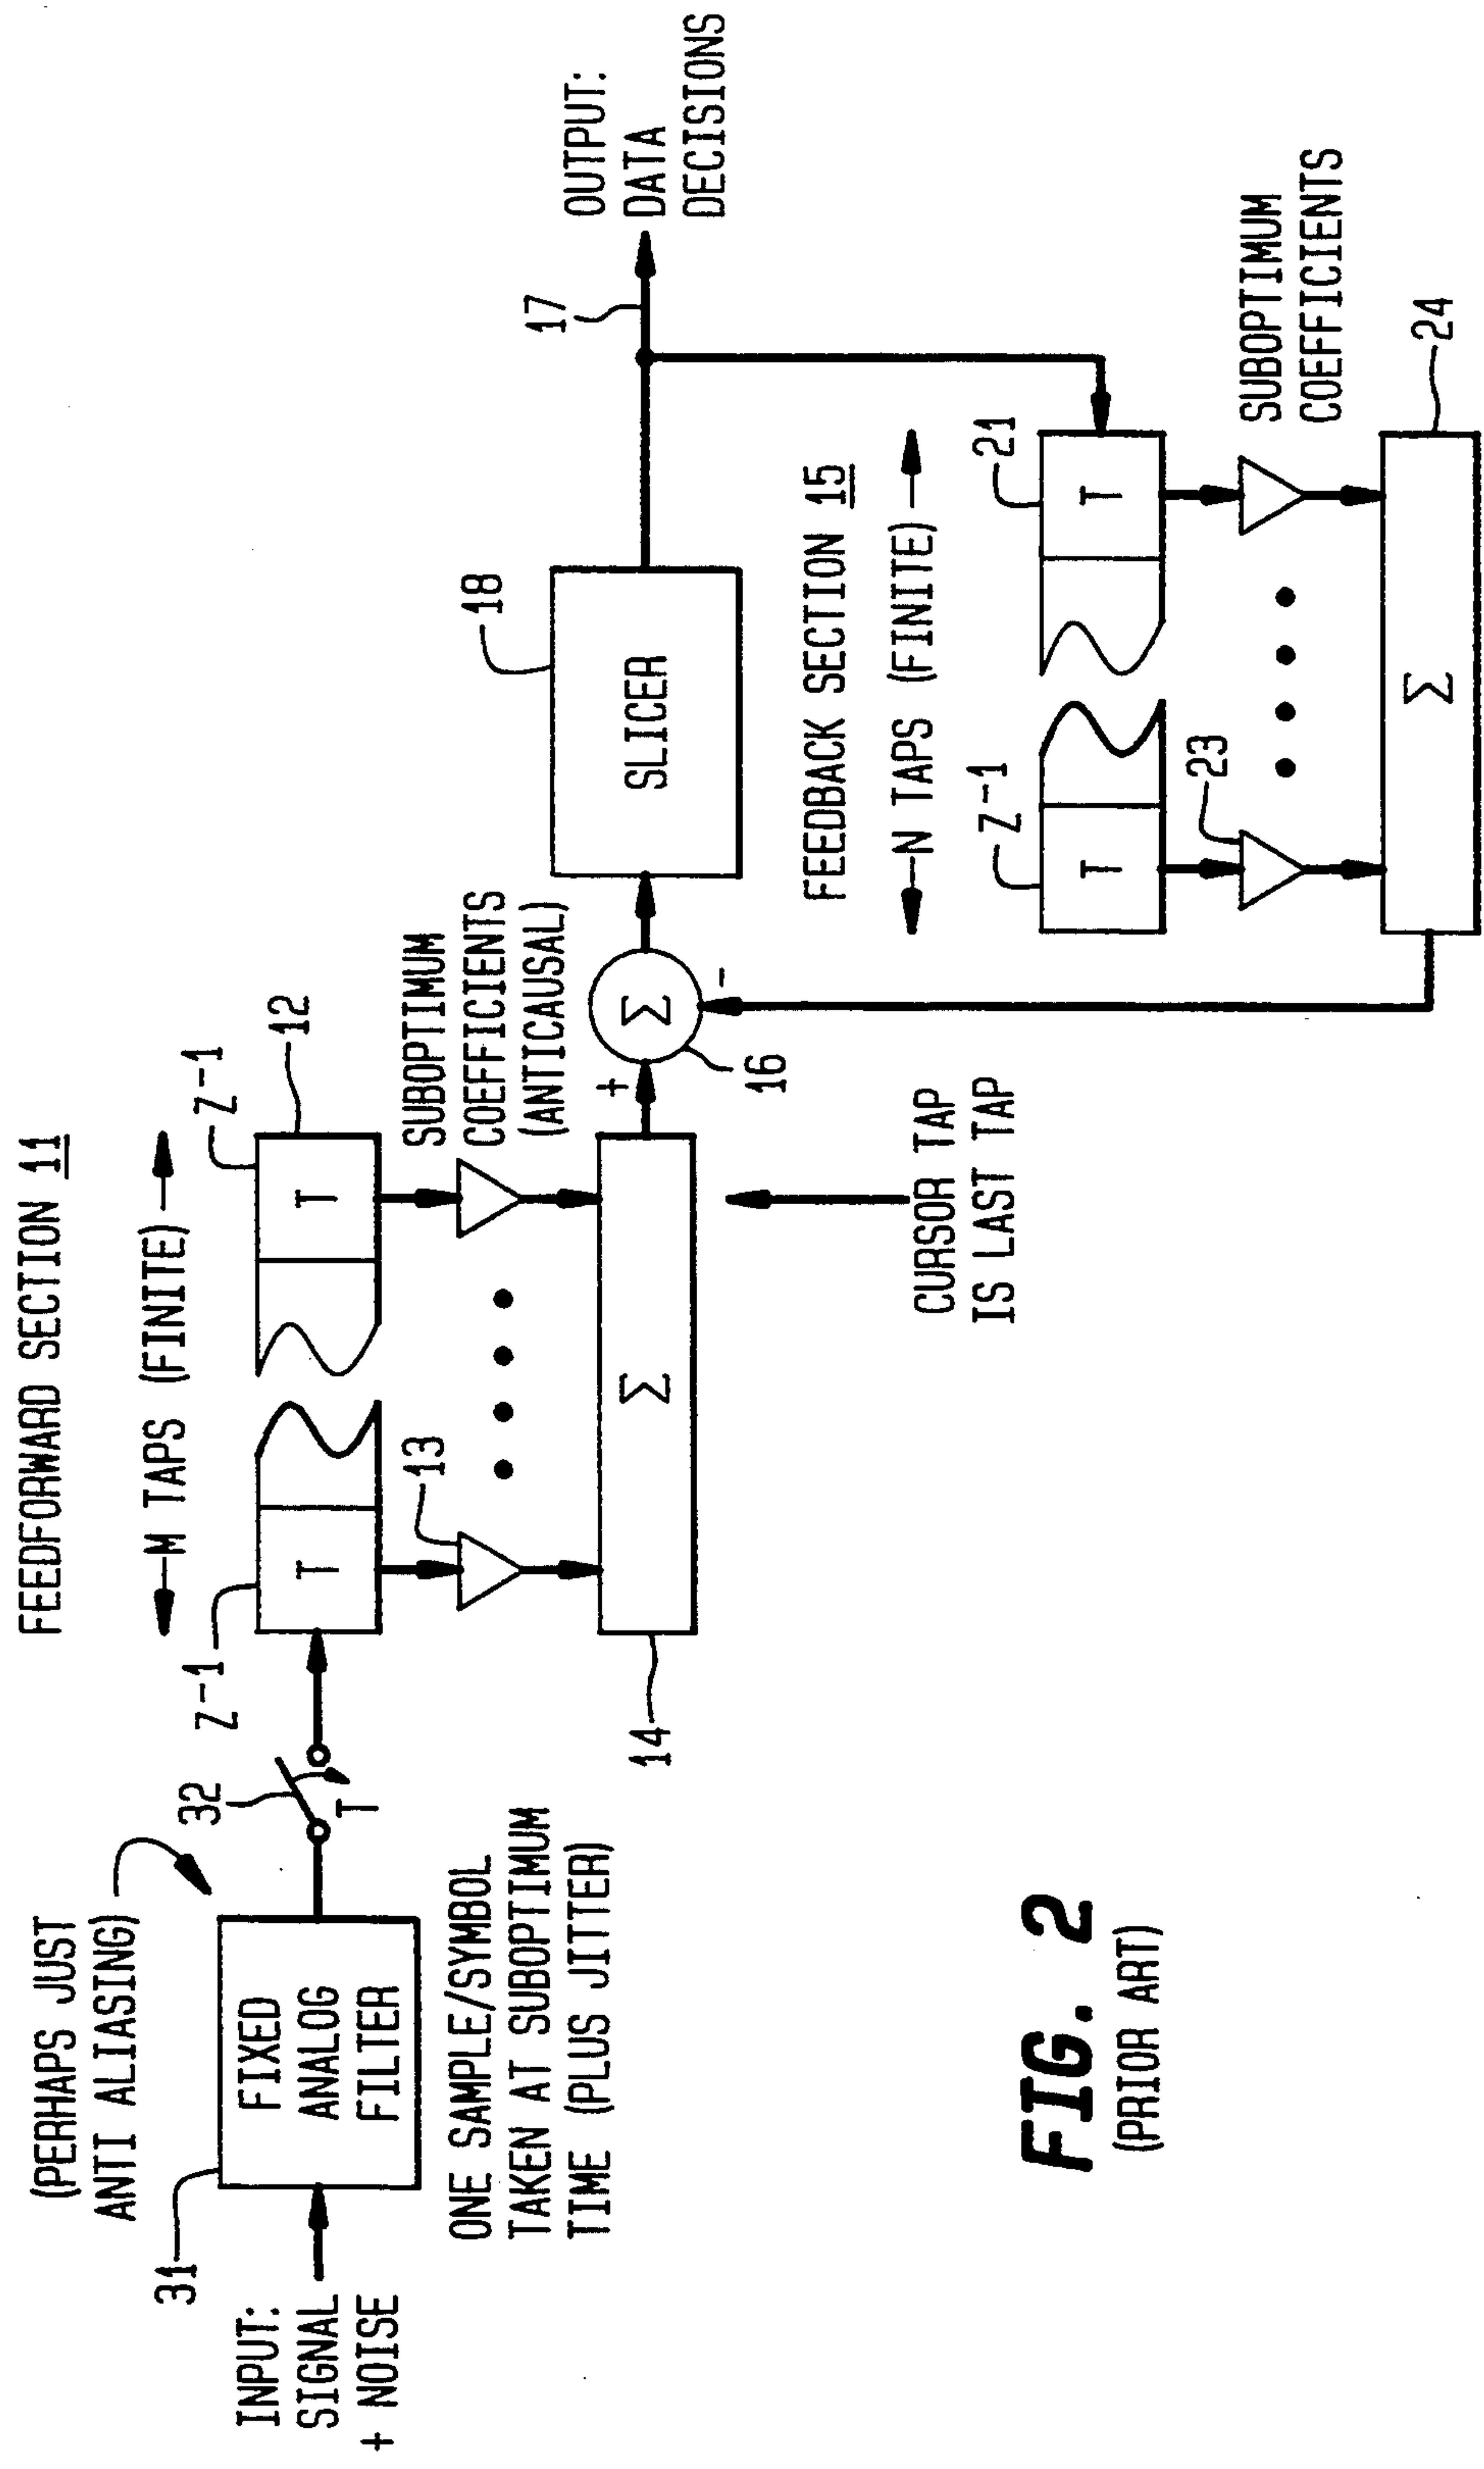 FEEDFORWARD SECTION 11
M TAPS (FINITE)
(PERHAPS JUST
ANTI ALIASING)
31
INPUT:
SIGNAL
+ NOISE
FIXED
ANALOG
FILTER
32
T
ONE SAMPLE/SYMBOL
TAKEN AT SUBOPTIMUM
TIME (PLUS JITTER)
Z-1
T
Z-1
T
12
13
SUBOPTIMUM
COEFFICIENTS
(ANTICAUSAL)
Σ
14
CURSOR TAP
IS LAST TAP
+
Σ
-
16
18
SLICER
17
OUTPUT:
DATA
DECISIONS
FEEDBACK SECTION 15
N TAPS (FINITE)
Z-1
T
T
21
23
SUBOPTIMUM
COEFFICIENTS
Σ
24
FIG. 2
(PRIOR ART)